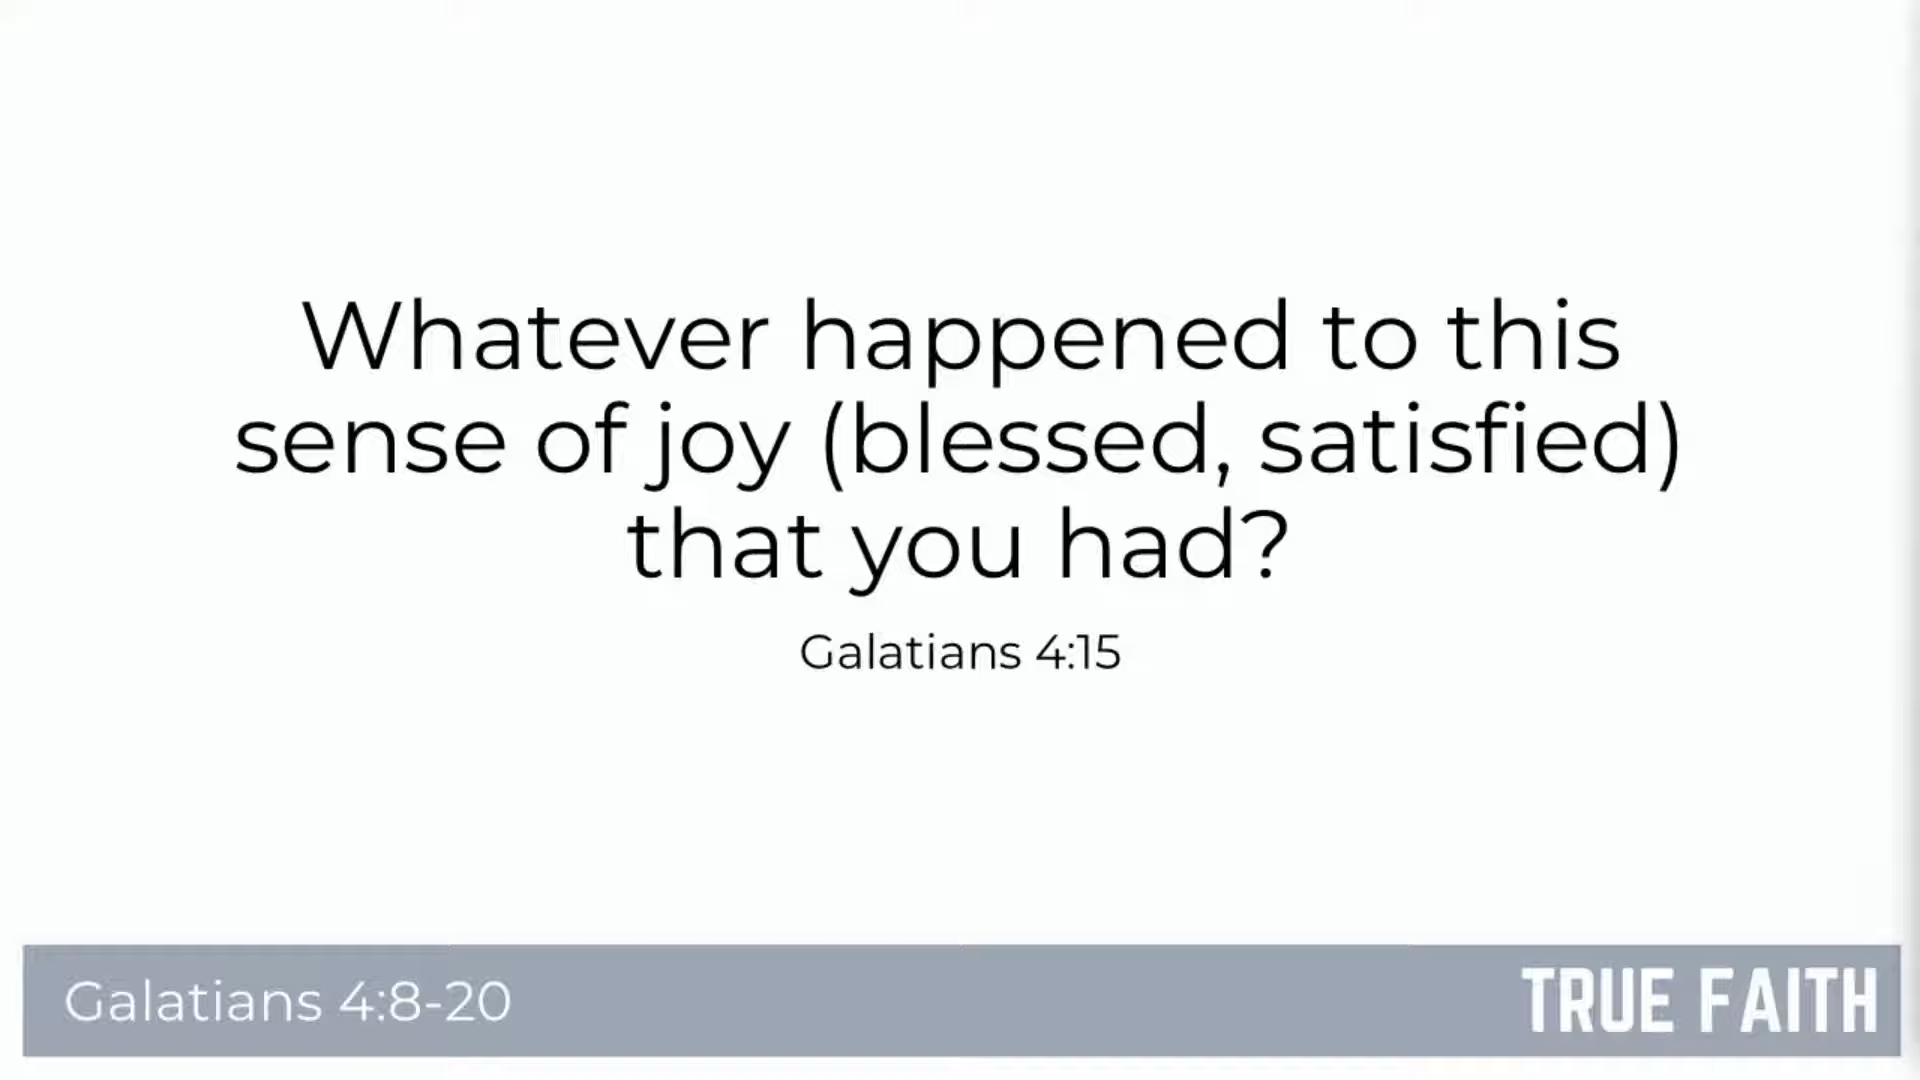 Whatever happened to this
sense of joy (blessed, satisfied)
that you had?
Galatians 4:15
Galatians 4:8-20
TRUE FAITH